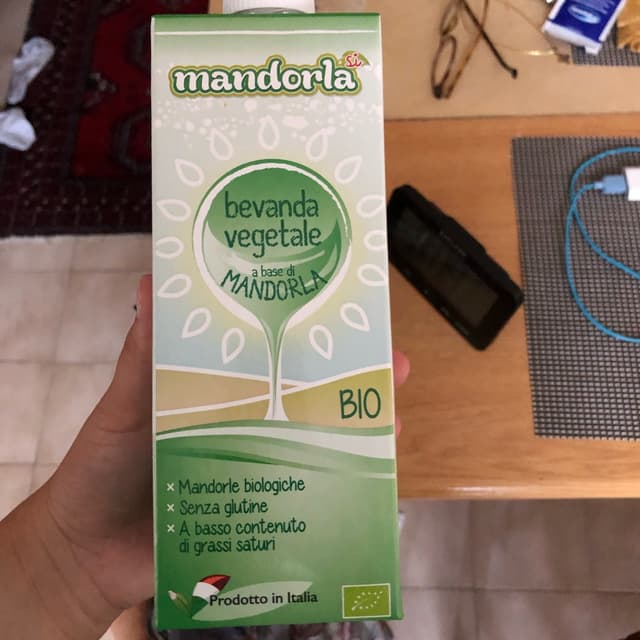 sì
mandorla
bevanda
vegetale
a base di
MANDORLA
BIO
× Mandorle biologiche
× Senza glutine
× A basso contenuto
di grassi saturi
Prodotto in Italia